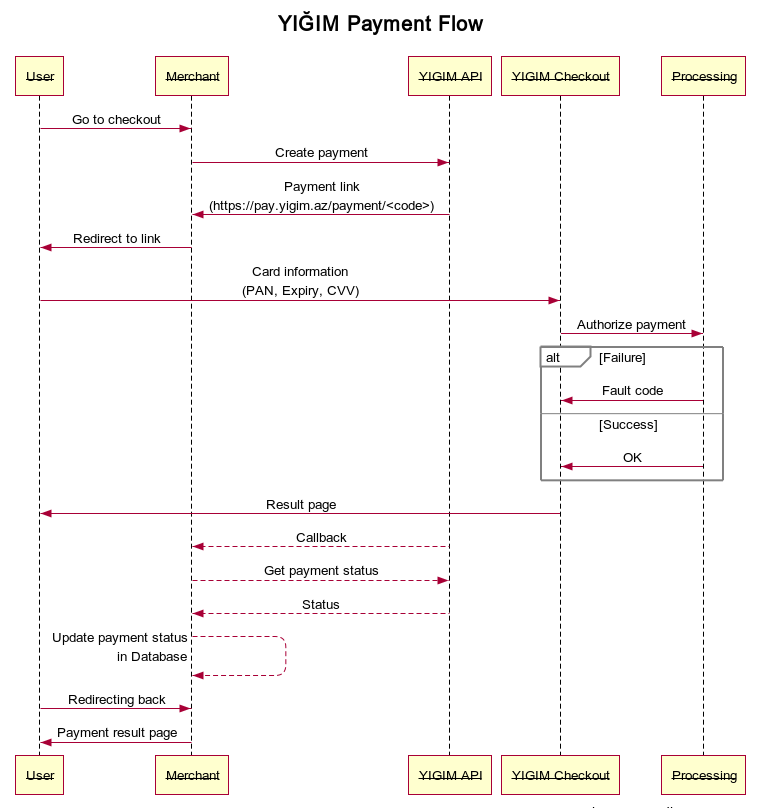 YIĞIM Payment Flow
User
Merchant
YIGIM API
YIGIM Checkout
Processing
Go to checkout
Create payment
Payment link
(https://pay.yigim.az/payment/<code>)
Redirect to link
Card information
(PAN, Expiry, CVV)
Authorize payment
alt [Failure]
Fault code
[Success]
OK
Result page
Callback
Get payment status
Status
Update payment status
in Database
Redirecting back
Payment result page
User
Merchant
YIGIM API
YIGIM Checkout
Processing